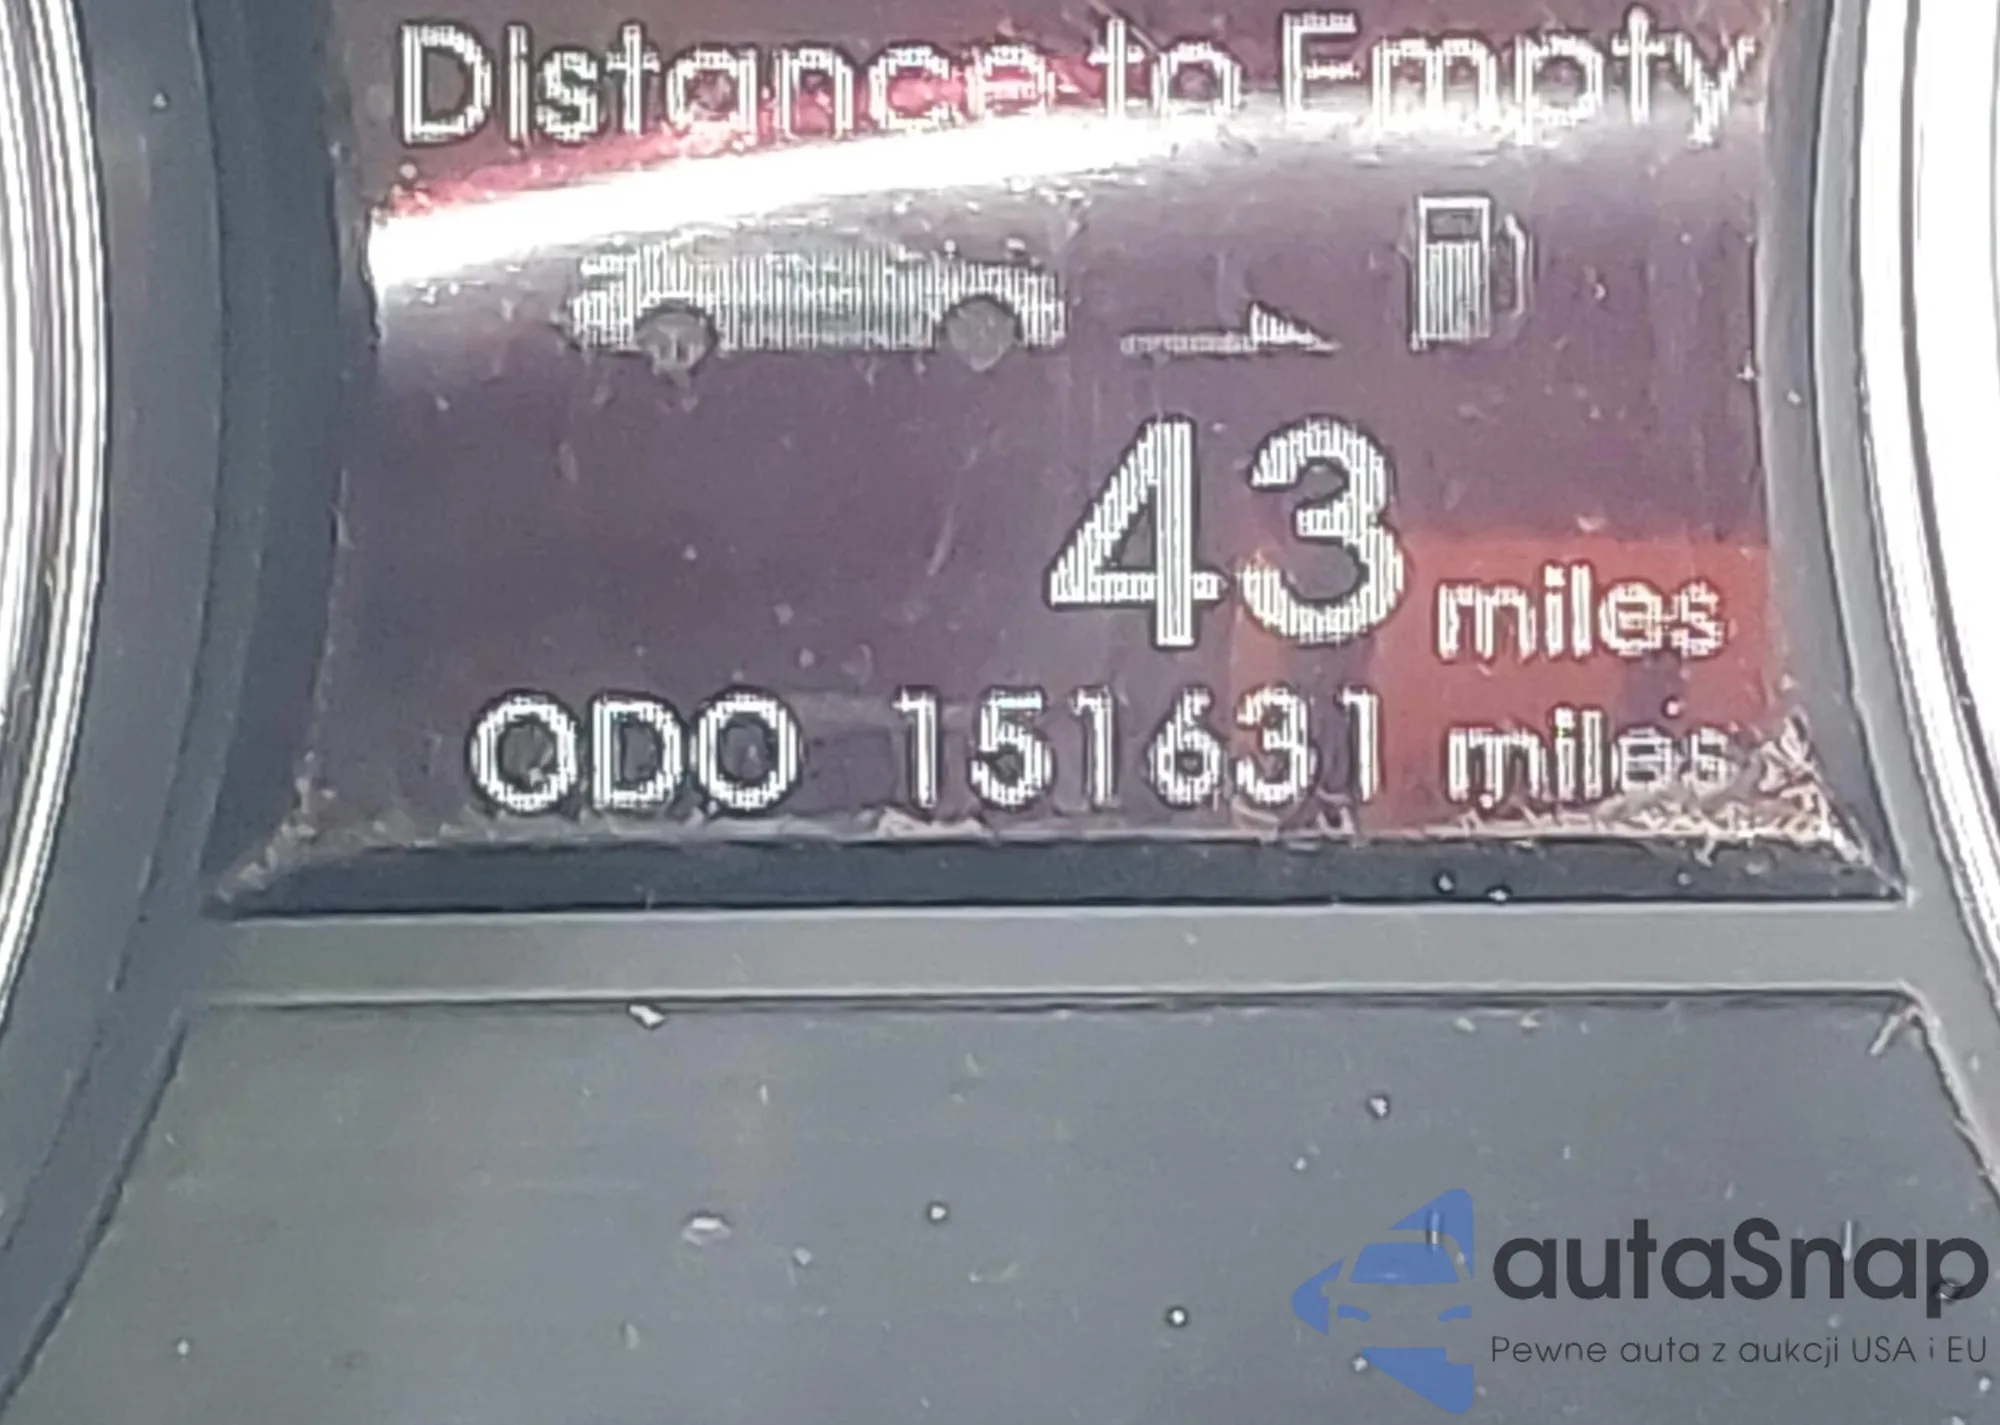 Distance to Empty
43 miles
ODO 151631 miles
autaSnap
Pewne auta z aukcji USA i EU